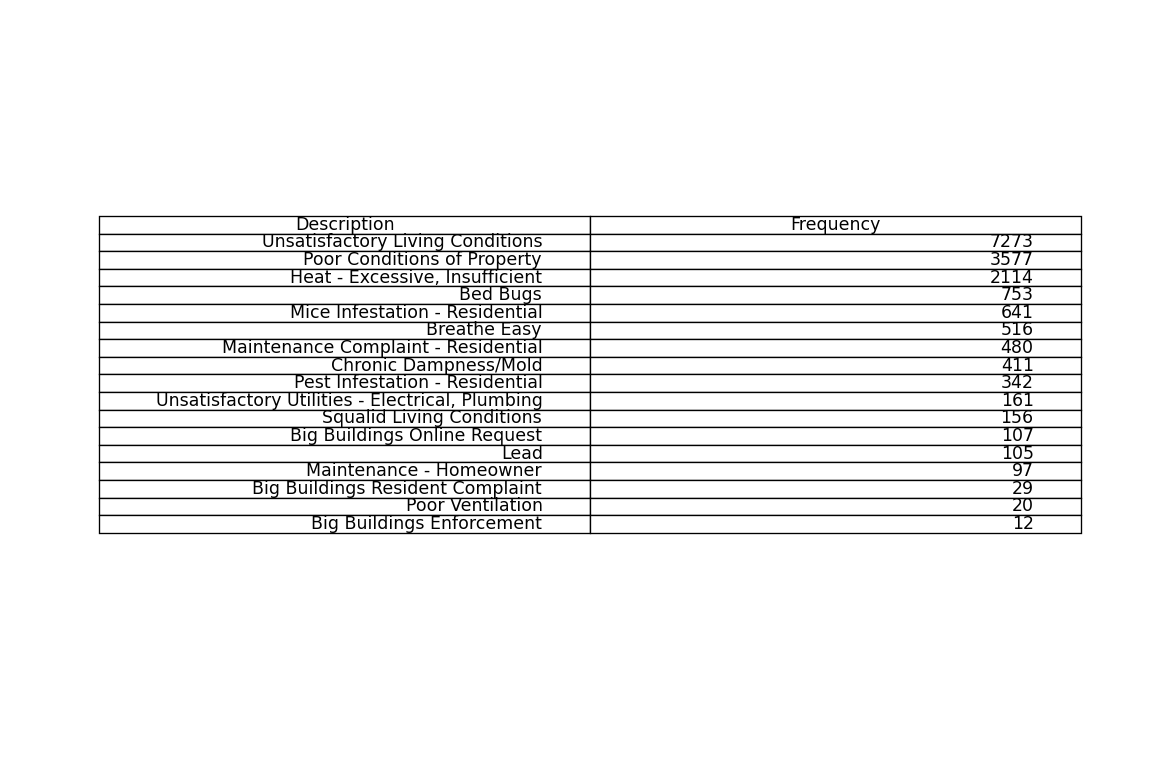 Description Frequency
Unsatisfactory Living Conditions 7273
Poor Conditions of Property 3577
Heat - Excessive, Insufficient 2114
Bed Bugs 753
Mice Infestation - Residential 641
Breathe Easy 516
Maintenance Complaint - Residential 480
Chronic Dampness/Mold 411
Pest Infestation - Residential 342
Unsatisfactory Utilities - Electrical, Plumbing 161
Squalid Living Conditions 156
Big Buildings Online Request 107
Lead 105
Maintenance - Homeowner 97
Big Buildings Resident Complaint 29
Poor Ventilation 20
Big Buildings Enforcement 12